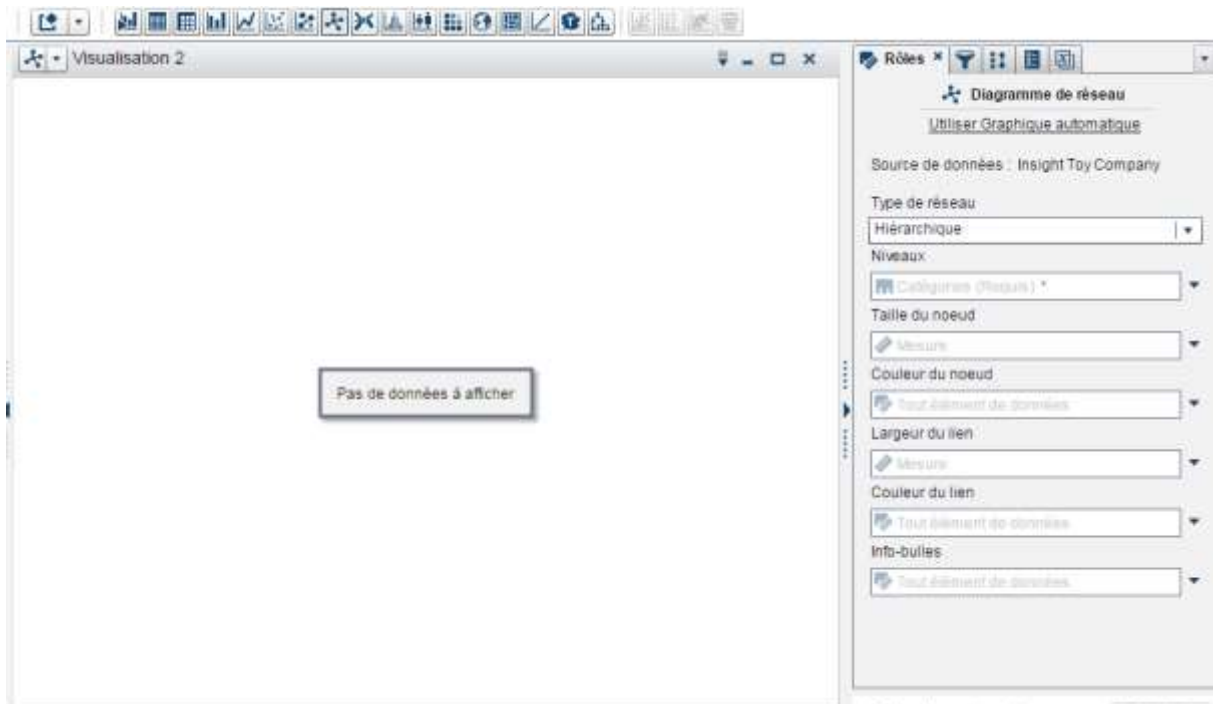 Visualisation 2
Pas de données à afficher
Rôles
Diagramme de réseau
Utiliser Graphique automatique
Source de données : Insight Toy Company
Type de réseau
Hiérarchique
Niveaux
Catégories (Requis) *
Taille du noeud
Mesure
Couleur du noeud
Tout élément de données
Largeur du lien
Mesure
Couleur du lien
Tout élément de données
Info-bulles
Tout élément de données